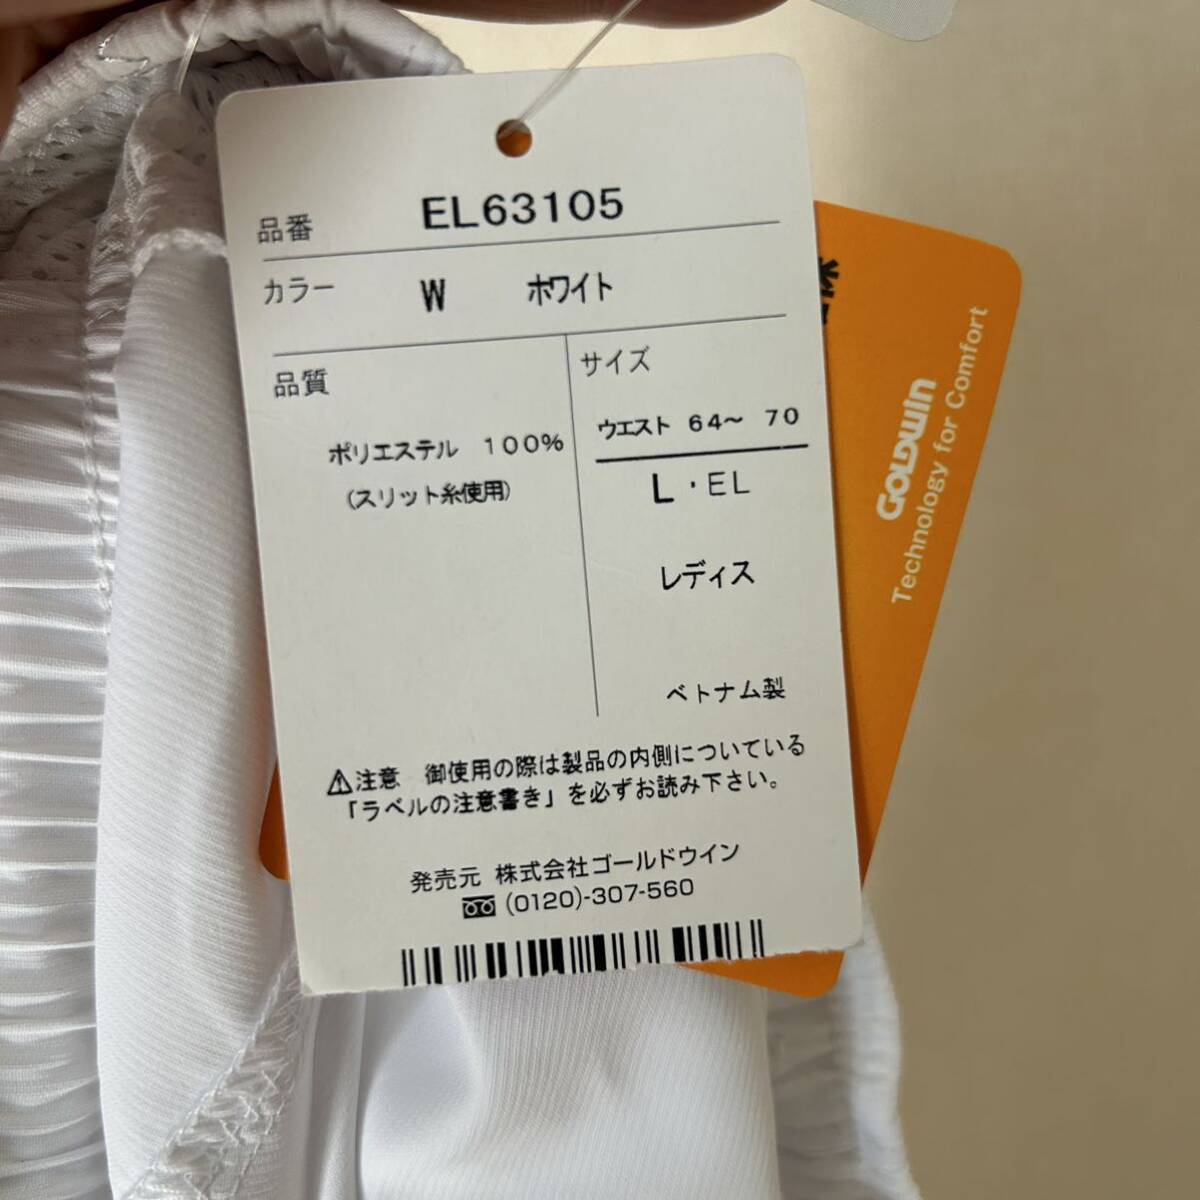 品番 EL63105
カラー W ホワイト
品質
ポリエステル 100%
(スリット糸使用)
サイズ
ウエスト 64～ 70
L・EL
レディス
ベトナム製
⚠注意 御使用の際は製品の内側についている
「ラベルの注意書き」を必ずお読み下さい。
発売元 株式会社ゴールドウイン
(0120)-307-560
GOLDWIN
Technology for Comfort